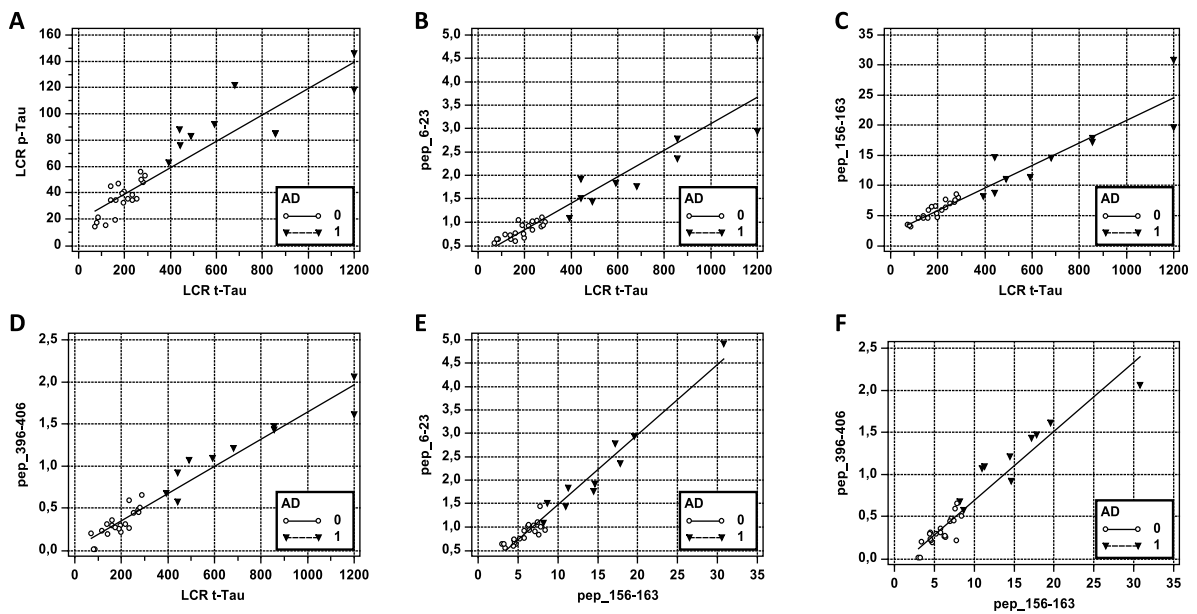 A
LCR p-Tau
160
140
120
100
80
60
40
20
0
0 200 400 600 800 1000 1200
LCR t-Tau
AD
0
1
B
pep_6-23
5,0
4,5
4,0
3,5
3,0
2,5
2,0
1,5
1,0
0,5
0 200 400 600 800 1000 1200
LCR t-Tau
AD
0
1
C
pep_156-163
35
30
25
20
15
10
5
0
0 200 400 600 800 1000 1200
LCR t-Tau
AD
0
1
D
pep_396-406
2,5
2,0
1,5
1,0
0,5
0,0
0 200 400 600 800 1000 1200
LCR t-Tau
AD
0
1
E
pep_6-23
5,0
4,5
4,0
3,5
3,0
2,5
2,0
1,5
1,0
0,5
0 5 10 15 20 25 30 35
pep_156-163
AD
0
1
F
pep_396-406
2,5
2,0
1,5
1,0
0,5
0,0
0 5 10 15 20 25 30 35
pep_156-163
AD
0
1